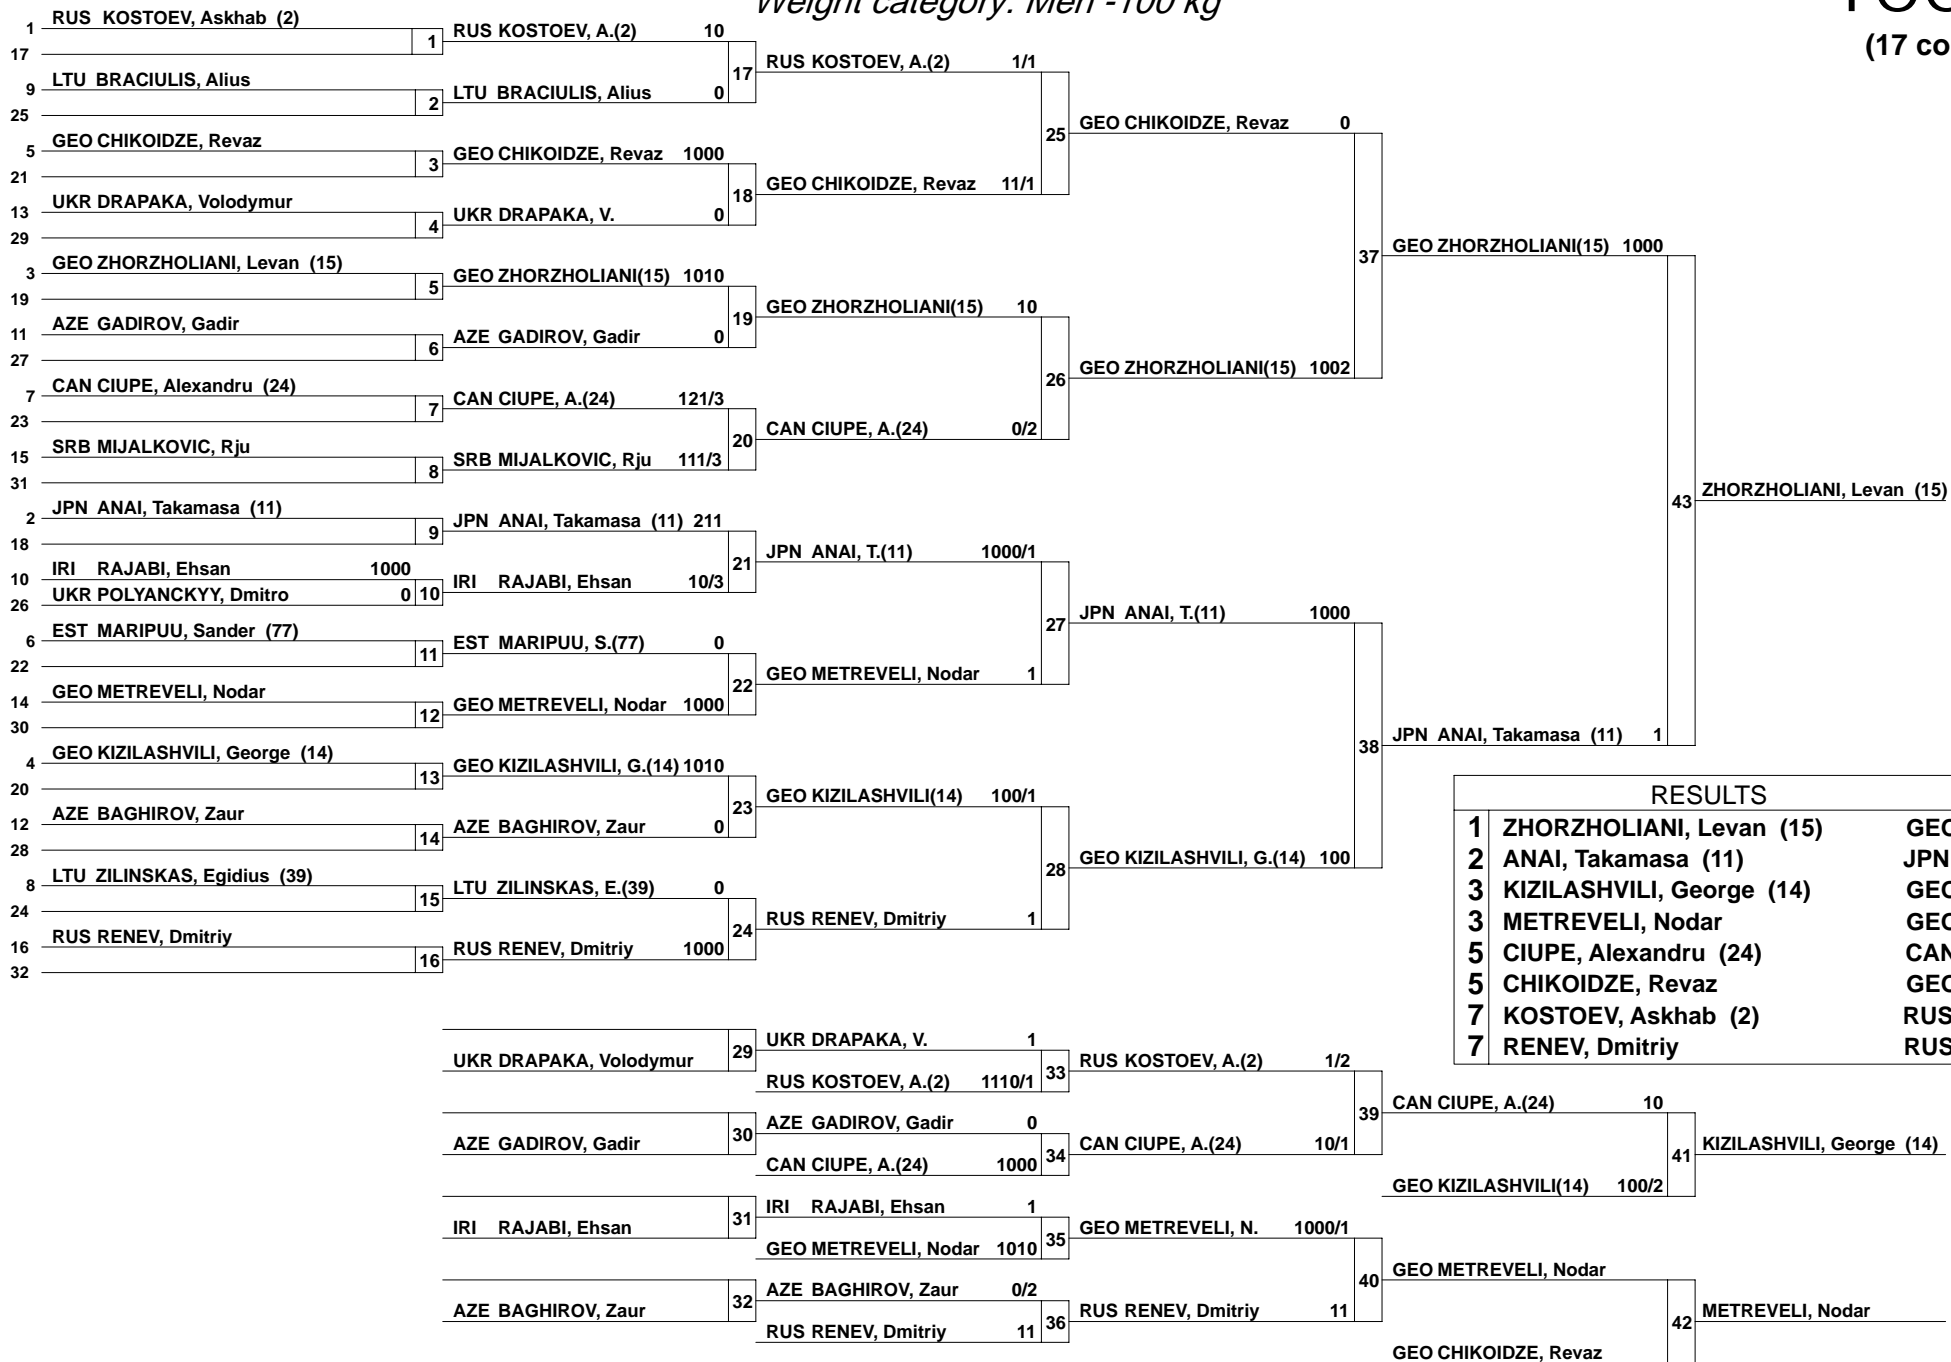 Weight category: Men -100 kg
(17 co
1 RUS KOSTOEV, Askhab (2)
17
1
9 LTU BRACIULIS, Alius
25
2
5 GEO CHIKOIDZE, Revaz
21
3
13 UKR DRAPAKA, Volodymur
29
4
3 GEO ZHORZHOLIANI, Levan (15)
19
5
11 AZE GADIROV, Gadir
27
6
7 CAN CIUPE, Alexandru (24)
23
7
15 SRB MIJALKOVIC, Rju
31
8
2 JPN ANAI, Takamasa (11)
18
9
10 IRI RAJABI, Ehsan 1000
26 UKR POLYANCKYY, Dmitro 0
10
6 EST MARIPUU, Sander (77)
22
11
14 GEO METREVELI, Nodar
30
12
4 GEO KIZILASHVILI, George (14)
20
13
12 AZE BAGHIROV, Zaur
28
14
8 LTU ZILINSKAS, Egidius (39)
24
15
16 RUS RENEV, Dmitriy
32
16
RUS KOSTOEV, A.(2) 10
17
LTU BRACIULIS, Alius 0
GEO CHIKOIDZE, Revaz 1000
18
UKR DRAPAKA, V. 0
GEO ZHORZHOLIANI(15) 1010
19
AZE GADIROV, Gadir 0
CAN CIUPE, A.(24) 121/3
20
SRB MIJALKOVIC, Rju 111/3
JPN ANAI, Takamasa (11) 211
21
IRI RAJABI, Ehsan 10/3
EST MARIPUU, S.(77) 0
22
GEO METREVELI, Nodar 1000
GEO KIZILASHVILI, G.(14) 1010
23
AZE BAGHIROV, Zaur 0
LTU ZILINSKAS, E.(39) 0
24
RUS RENEV, Dmitriy 1000
RUS KOSTOEV, A.(2) 1/1
25
GEO CHIKOIDZE, Revaz 11/1
GEO ZHORZHOLIANI(15) 10
26
CAN CIUPE, A.(24) 0/2
JPN ANAI, T.(11) 1000/1
27
GEO METREVELI, Nodar 1
GEO KIZILASHVILI(14) 100/1
28
RUS RENEV, Dmitriy 1
GEO CHIKOIDZE, Revaz 0
37
GEO ZHORZHOLIANI(15) 1002
JPN ANAI, T.(11) 1000
38
GEO KIZILASHVILI, G.(14) 100
GEO ZHORZHOLIANI(15) 1000
43
JPN ANAI, Takamasa (11) 1
ZHORZHOLIANI, Levan (15)
RESULTS
1 ZHORZHOLIANI, Levan (15) GEO
2 ANAI, Takamasa (11) JPN
3 KIZILASHVILI, George (14) GEO
3 METREVELI, Nodar GEO
5 CIUPE, Alexandru (24) CAN
5 CHIKOIDZE, Revaz GEO
7 KOSTOEV, Askhab (2) RUS
7 RENEV, Dmitriy RUS
UKR DRAPAKA, Volodymur
29
AZE GADIROV, Gadir
30
IRI RAJABI, Ehsan
31
AZE BAGHIROV, Zaur
32
UKR DRAPAKA, V. 1
33
RUS KOSTOEV, A.(2) 1110/1
AZE GADIROV, Gadir 0
34
CAN CIUPE, A.(24) 1000
IRI RAJABI, Ehsan 1
35
GEO METREVELI, Nodar 1010
AZE BAGHIROV, Zaur 0/2
36
RUS RENEV, Dmitriy 11
RUS KOSTOEV, A.(2) 1/2
39
CAN CIUPE, A.(24) 10/1
GEO METREVELI, N. 1000/1
40
RUS RENEV, Dmitriy 11
CAN CIUPE, A.(24) 10
41
GEO KIZILASHVILI(14) 100/2
GEO METREVELI, Nodar
42
GEO CHIKOIDZE, Revaz
KIZILASHVILI, George (14)
METREVELI, Nodar